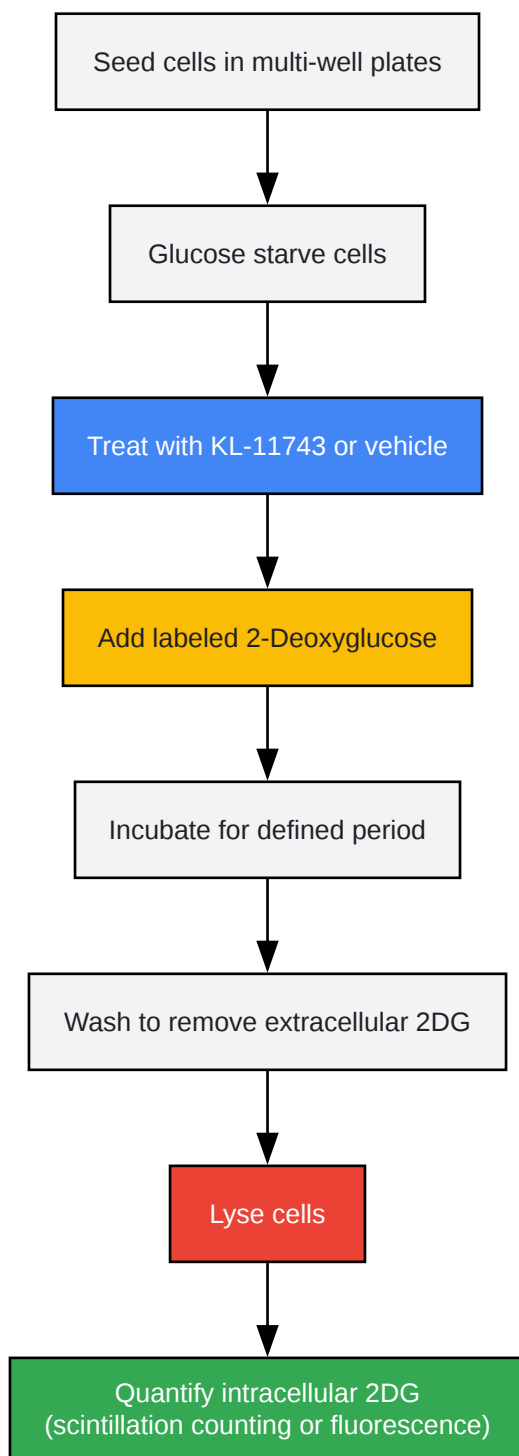 Seed cells in multi-well plates
Glucose starve cells
Treat with KL-11743 or vehicle
Add labeled 2-Deoxyglucose
Incubate for defined period
Wash to remove extracellular 2DG
Lyse cells
Quantify intracellular 2DG
(scintillation counting or fluorescence)